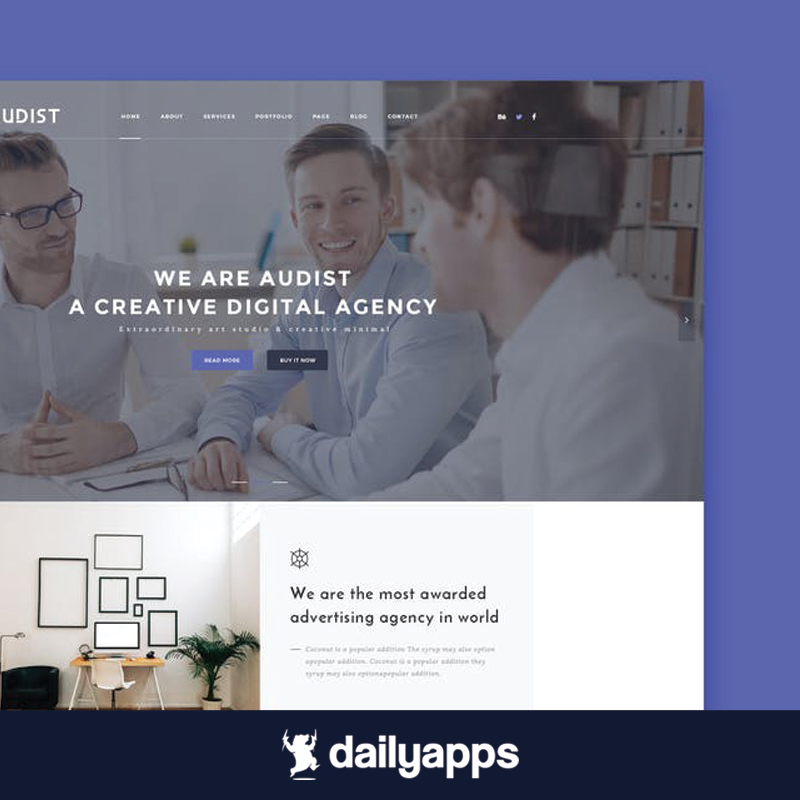 UDIST
HOME ABOUT SERVICES PORTFOLIO PAGE BLOG CONTACT
WE ARE AUDIST
A CREATIVE DIGITAL AGENCY
Extraordinary art studio & creative minimal
READ MORE BUY IT NOW
We are the most awarded
advertising agency in world
Coconut is a popular addition The syrup may also option
apopular addition. Coconut is a popular addition they
syrup may also optionapopular addition.
dailyapps